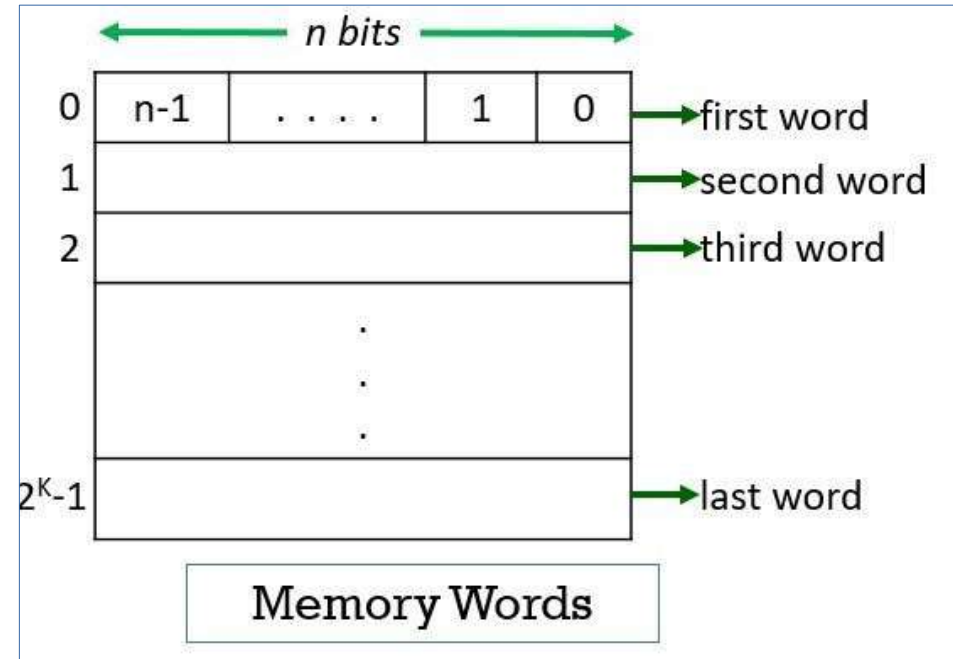 n bits
0 n-1 . . . . 1 0 first word
1 second word
2 third word
.
.
.
2ᴷ-1 last word
Memory Words